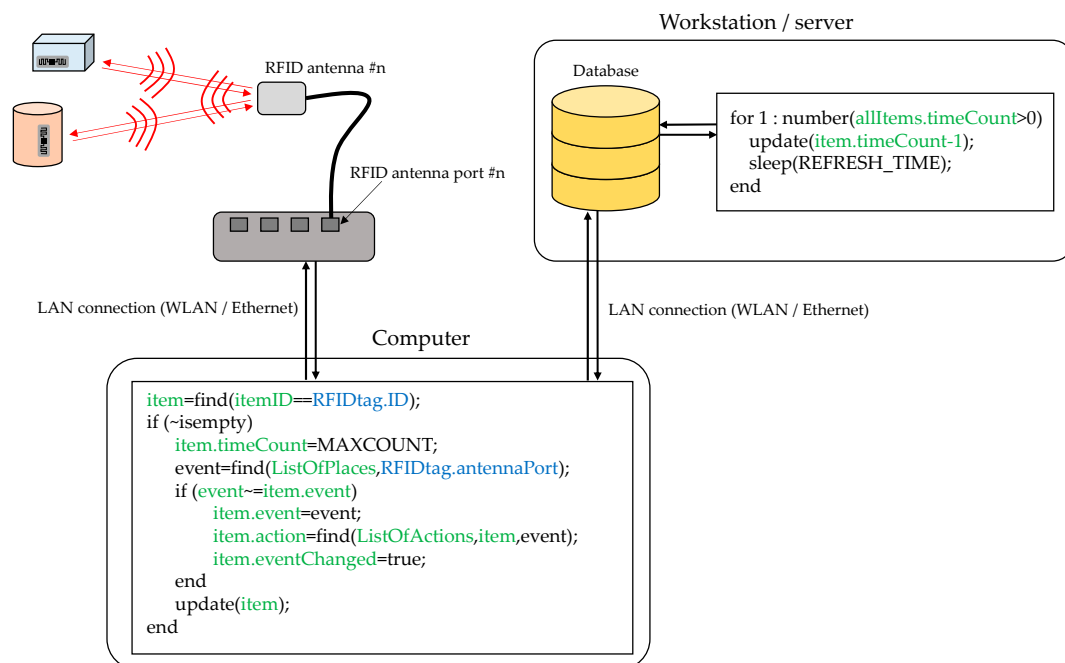 Workstation / server
RFID antenna #n
Database
for 1 : number(allItems.timeCount>0)
update(item.timeCount-1);
sleep(REFRESH_TIME);
end
RFID antenna port #n
LAN connection (WLAN / Ethernet)
LAN connection (WLAN / Ethernet)
Computer
item=find(itemID==RFIDtag.ID);
if (~isempty)
item.timeCount=MAXCOUNT;
event=find(ListOfPlaces,RFIDtag.antennaPort);
if (event~=item.event)
item.event=event;
item.action=find(ListOfActions,item,event);
item.eventChanged=true;
end
update(item);
end